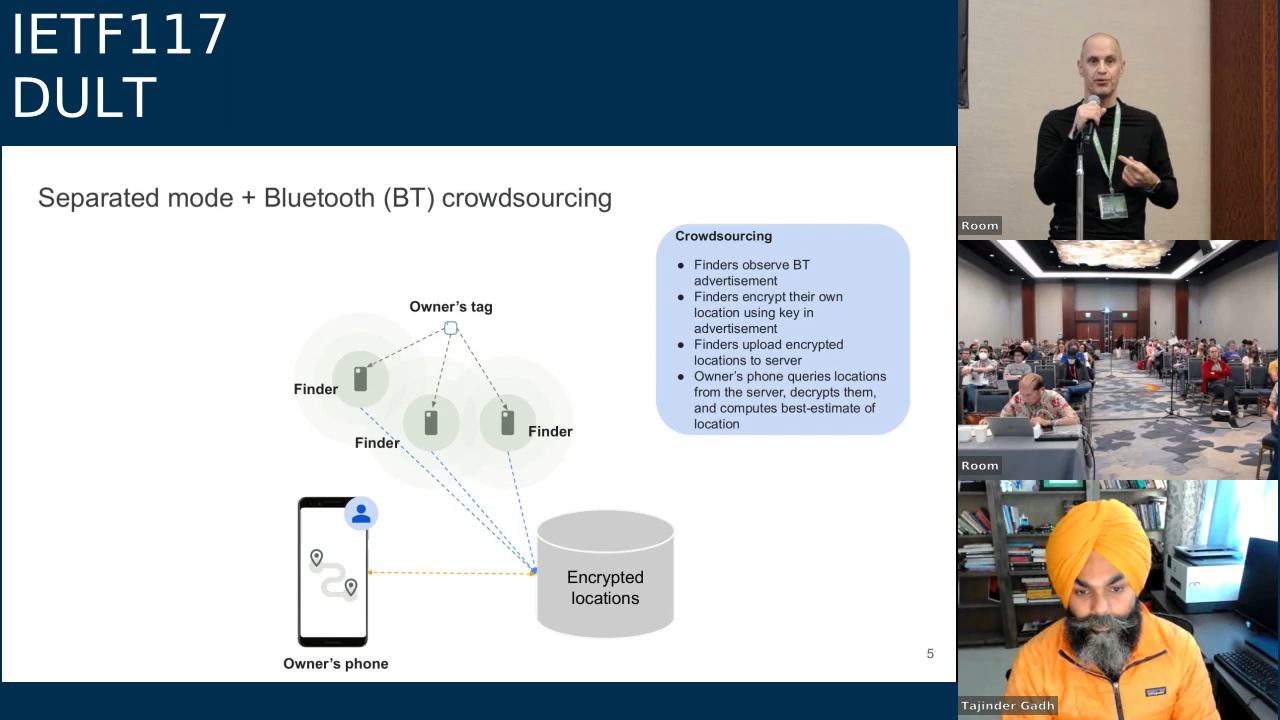 IETF117
DULT
Separated mode + Bluetooth (BT) crowdsourcing
Crowdsourcing
● Finders observe BT
advertisement
● Finders encrypt their own
location using key in
advertisement
● Finders upload encrypted
locations to server
● Owner's phone queries locations
from the server, decrypts them,
and computes best-estimate of
location
Owner's tag
Finder
Finder
Finder
Encrypted
locations
Owner's phone
5
Room
Room
Tajinder Gadh